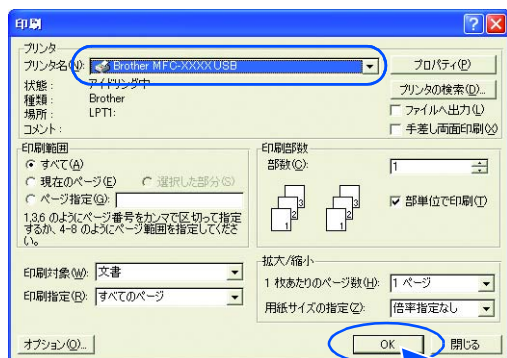 印刷
プリンタ
プリンタ名(N): Brother MFC-XXXX USB
プロパティ(P)
状態: アイドリング中
プリンタの検索(D)...
種類: Brother
場所: LPT1:
ファイルへ出力(L)
コメント:
手差し両面印刷(X)
印刷範囲
すべて(A)
現在のページ(E) 選択した部分(S)
ページ指定(G):
1,3,6 のようにページ番号をカンマで区切って指定
するか、4-8 のようにページ範囲を指定してくださ
い。
印刷部数
部数(C): 1
部単位で印刷(T)
印刷対象(W): 文書
印刷指定(R): すべてのページ
拡大/縮小
1 枚あたりのページ数(H): 1 ページ
用紙サイズの指定(Z): 倍率指定なし
オプション(O)...
OK
閉じる